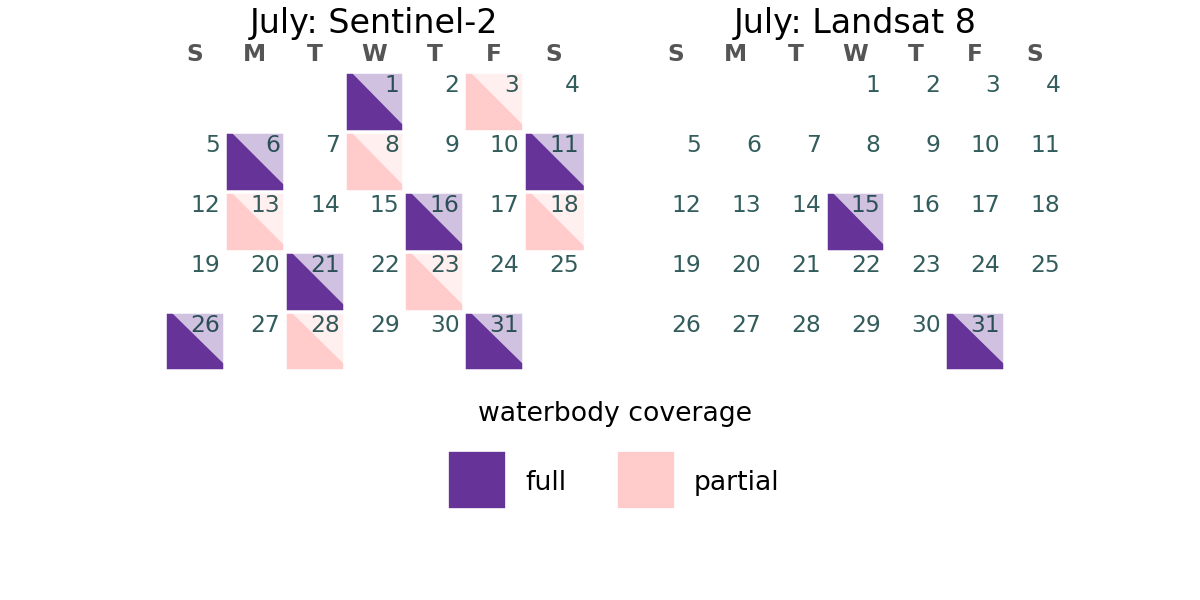 July: Sentinel-2
S M T W T F S
1 2 3 4
5 6 7 8 9 10 11
12 13 14 15 16 17 18
19 20 21 22 23 24 25
26 27 28 29 30 31
July: Landsat 8
S M T W T F S
1 2 3 4
5 6 7 8 9 10 11
12 13 14 15 16 17 18
19 20 21 22 23 24 25
26 27 28 29 30 31
waterbody coverage
full
partial